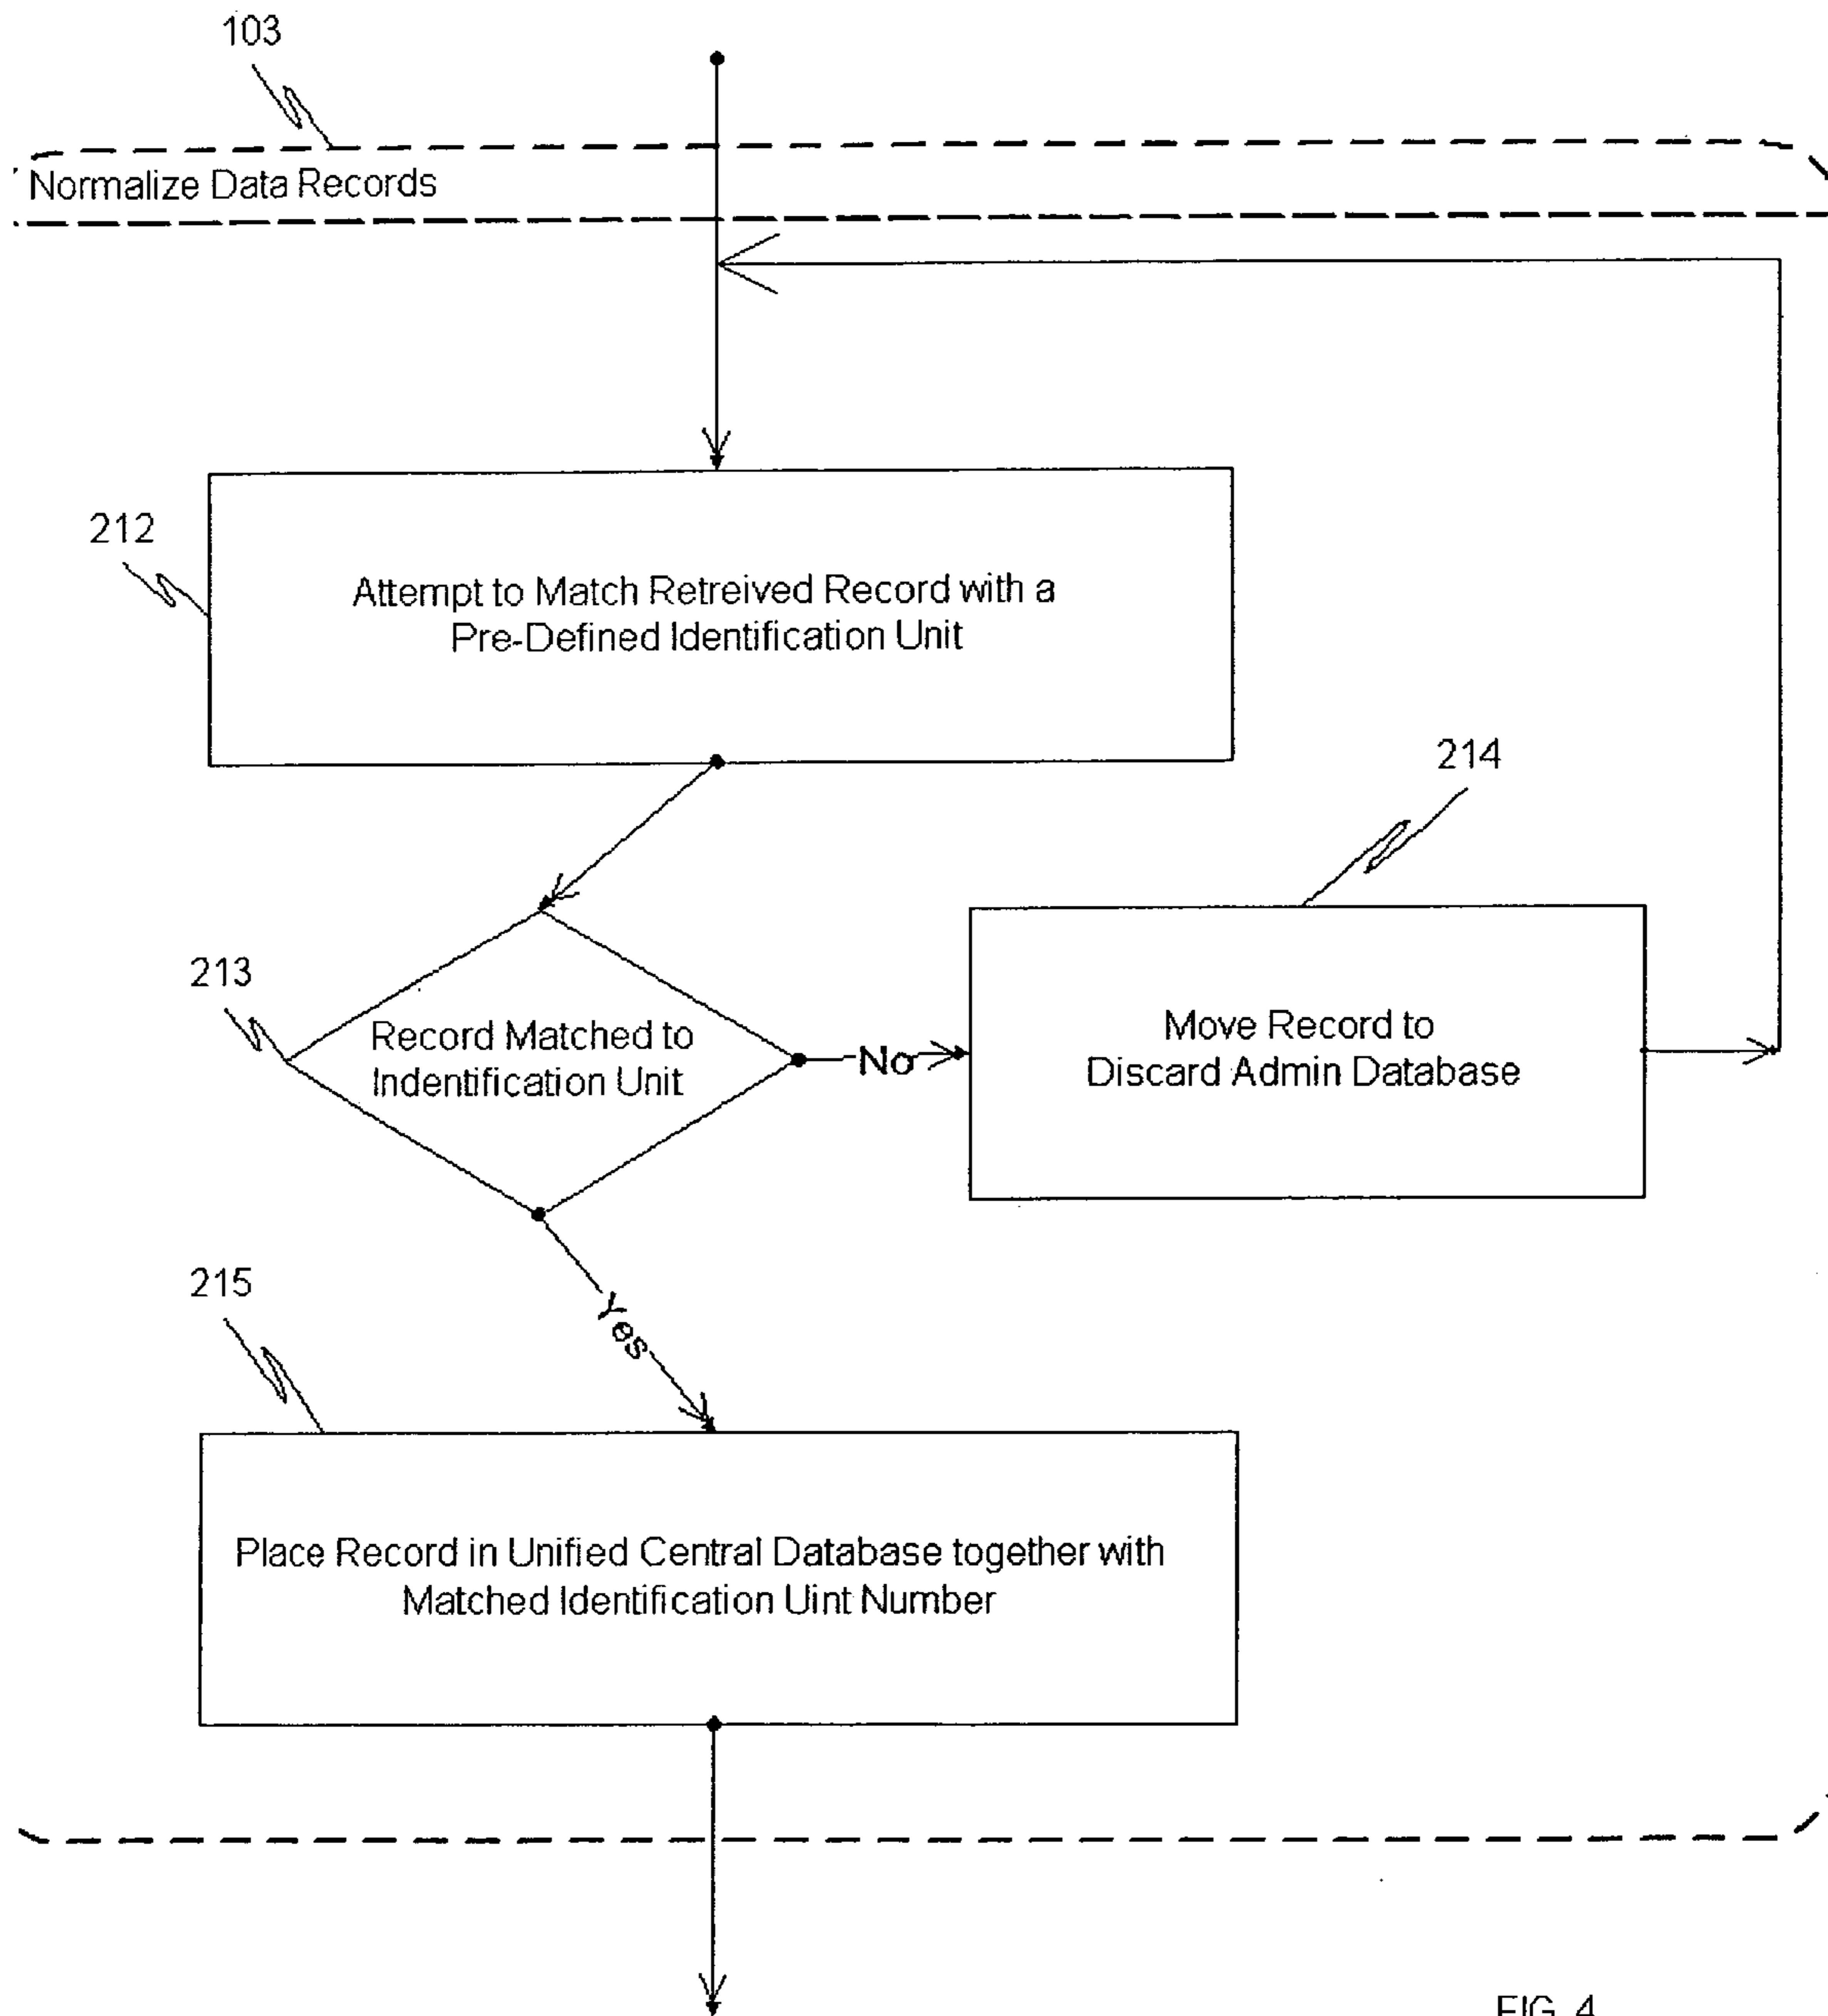 103
Normalize Data Records
212
Attempt to Match Retreived Record with a
Pre-Defined Identification Unit
214
213
Record Matched to
Indentification Unit
No
Move Record to
Discard Admin Database
Yes
215
Place Record in Unified Central Database together with
Matched Identification Uint Number
FIG. 4